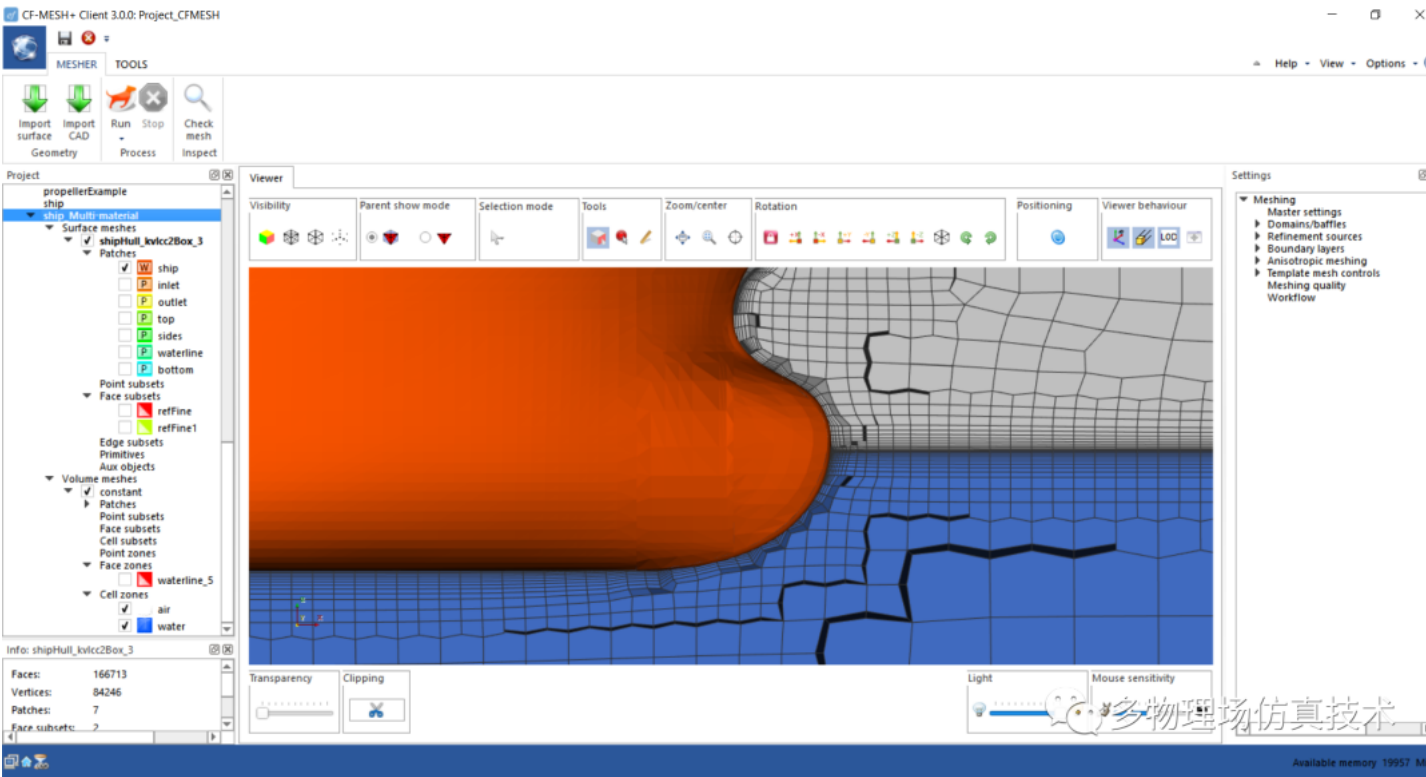 CF-MESH+ Client 3.0.0: Project_CFMESH
MESHER TOOLS
Help View Options
Import surface
Import CAD
Run
Stop
Check mesh
Geometry
Process
Inspect
Project
propellerExample
ship
ship_Multi-material
Surface meshes
shipHull_kvlcc2Box_3
Patches
W ship
P inlet
P outlet
P top
P sides
P waterline
P bottom
Point subsets
Face subsets
refFine
refFine1
Edge subsets
Primitives
Aux objects
Volume meshes
constant
Patches
Point subsets
Face subsets
Cell subsets
Point zones
Face zones
waterline_5
Cell zones
air
water
Info: shipHull_kvlcc2Box_3
Faces: 166713
Vertices: 84246
Patches: 7
Face subsets: 2
Viewer
Visibility
Parent show mode
Selection mode
Tools
Zoom/center
Rotation
Positioning
Viewer behaviour
LOD
Transparency
Clipping
Light
Mouse sensitivity
多物理场仿真技术
Settings
Meshing
Master settings
Domains/baffles
Refinement sources
Boundary layers
Anisotropic meshing
Template mesh controls
Meshing quality
Workflow
Available memory 19957 M